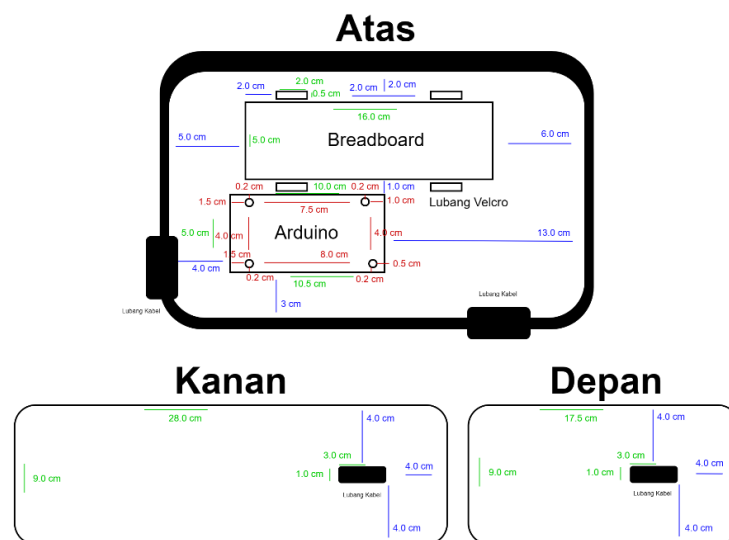 Atas
2.0 cm
2.0 cm
2.0 cm
2.0 cm
0.5 cm
16.0 cm
5.0 cm
5.0 cm
Breadboard
6.0 cm
0.2 cm
10.0 cm
0.2 cm
1.0 cm
1.5 cm
7.5 cm
1.0 cm
Lubang Velcro
5.0 cm
4.0 cm
Arduino
4.0 cm
13.0 cm
1.5 cm
8.0 cm
0.5 cm
4.0 cm
0.2 cm
10.5 cm
0.2 cm
3 cm
Lubang Kabel
Lubang Kabel
Kanan
28.0 cm
4.0 cm
3.0 cm
9.0 cm
1.0 cm
4.0 cm
Lubang Kabel
4.0 cm
Depan
17.5 cm
4.0 cm
3.0 cm
9.0 cm
1.0 cm
4.0 cm
Lubang Kabel
4.0 cm